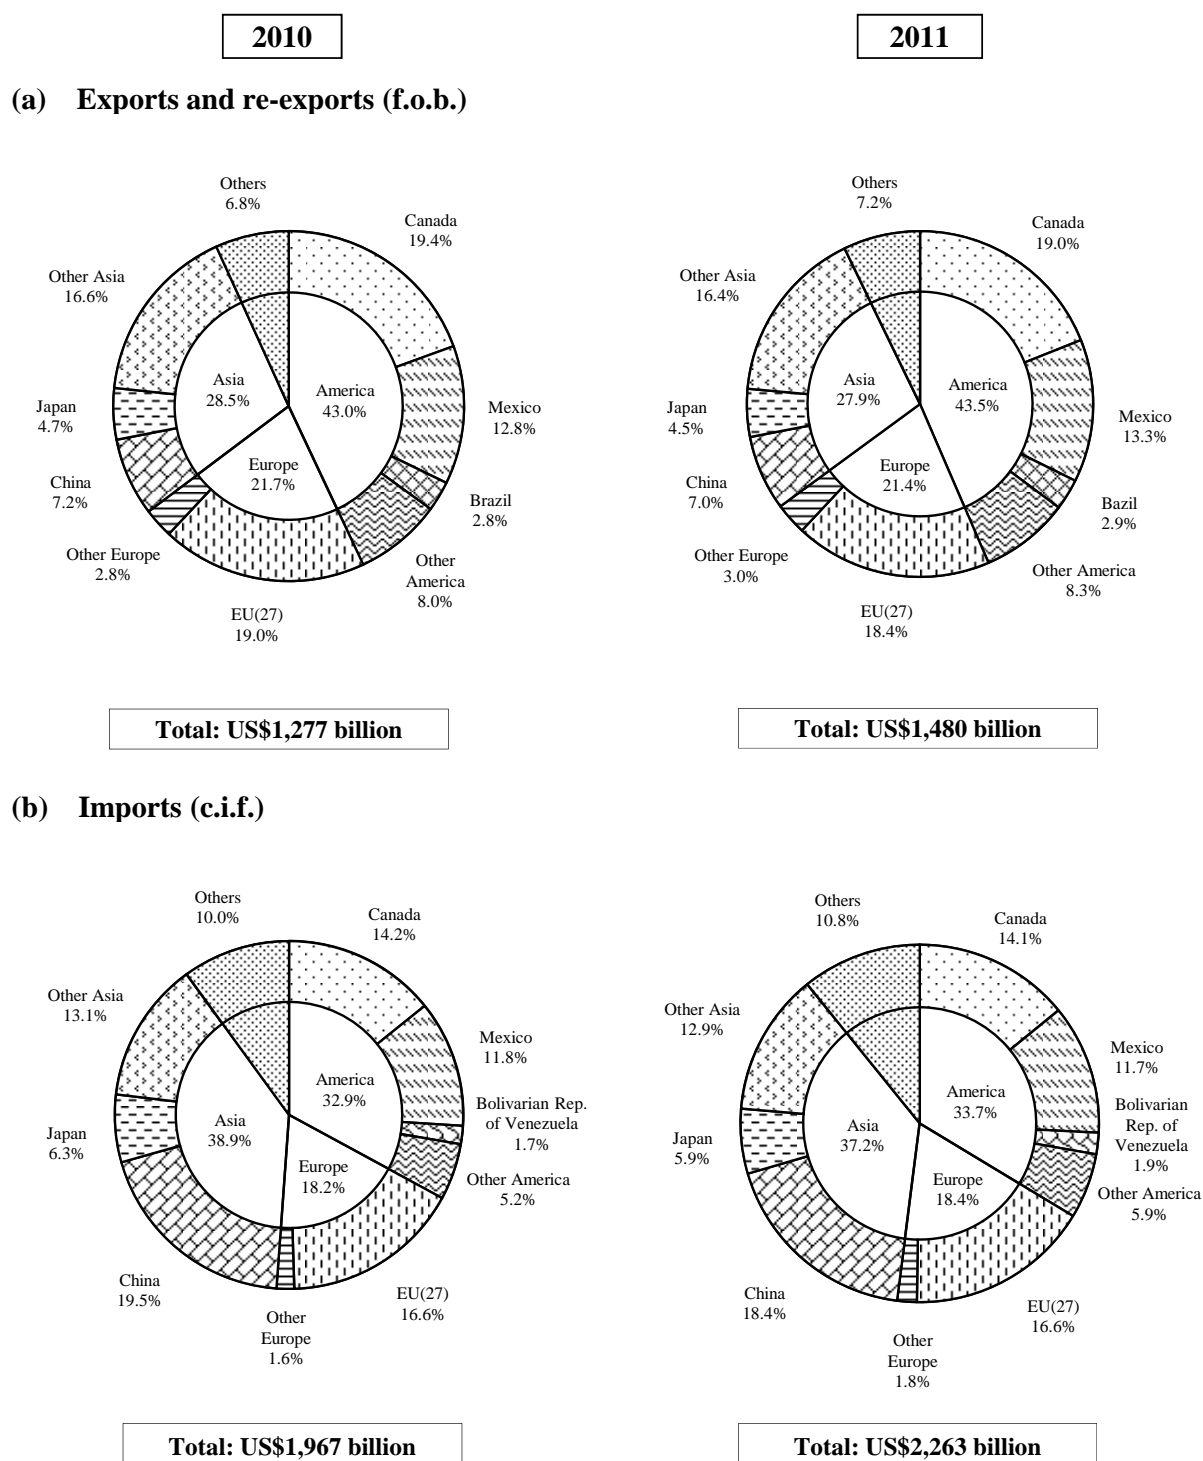 2010
2011
(a) Exports and re-exports (f.o.b.)
Others
6.8%
Canada
19.4%
Other Asia
16.6%
Asia
28.5%
America
43.0%
Japan
4.7%
Mexico
12.8%
Europe
21.7%
China
7.2%
Brazil
2.8%
Other Europe
2.8%
Other
America
8.0%
EU(27)
19.0%
Total: US$1,277 billion
Others
7.2%
Canada
19.0%
Other Asia
16.4%
Asia
27.9%
America
43.5%
Japan
4.5%
Mexico
13.3%
Europe
21.4%
China
7.0%
Bazil
2.9%
Other Europe
3.0%
Other America
8.3%
EU(27)
18.4%
Total: US$1,480 billion
(b) Imports (c.i.f.)
Others
10.0%
Canada
14.2%
Other Asia
13.1%
Mexico
11.8%
America
32.9%
Asia
38.9%
Bolivarian Rep.
of Venezuela
1.7%
Japan
6.3%
Europe
18.2%
Other America
5.2%
China
19.5%
EU(27)
16.6%
Other
Europe
1.6%
Total: US$1,967 billion
Others
10.8%
Canada
14.1%
Other Asia
12.9%
Mexico
11.7%
America
33.7%
Asia
37.2%
Bolivarian
Rep. of
Venezuela
1.9%
Japan
5.9%
Europe
18.4%
Other America
5.9%
China
18.4%
EU(27)
16.6%
Other
Europe
1.8%
Total: US$2,263 billion